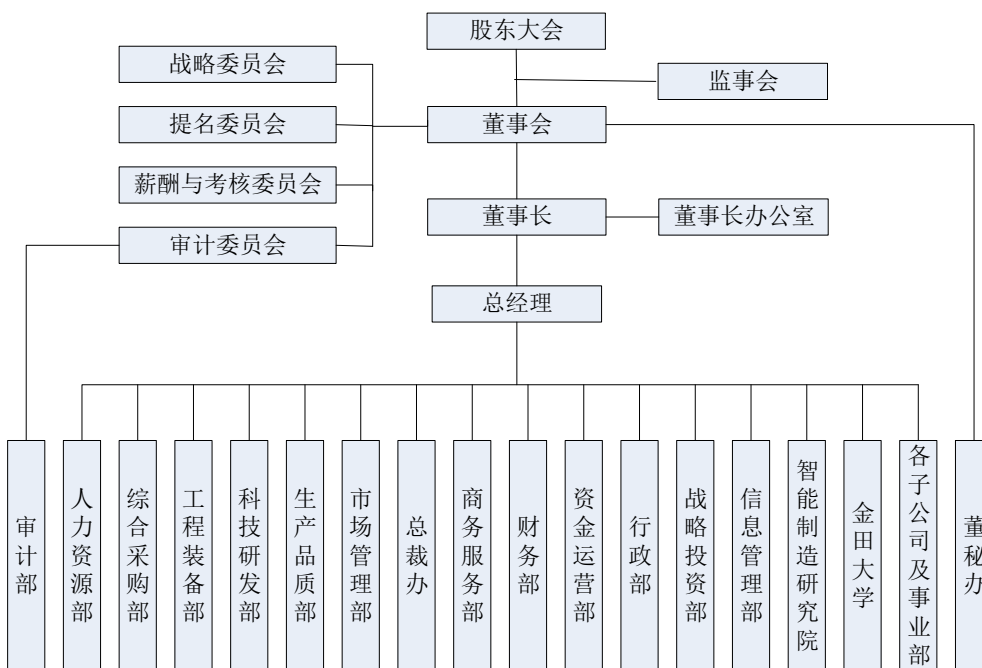 股东大会
战略委员会
监事会
提名委员会
董事会
薪酬与考核委员会
董事长
董事长办公室
审计委员会
总经理
审计部
人力资源部
综合采购部
工程装备部
科技研发部
生产品质部
市场管理部
总裁办
商务服务部
财务部
资金运营部
行政部
战略投资部
信息管理部
智能制造研究院
金田大学
各子公司及事业部
董秘办